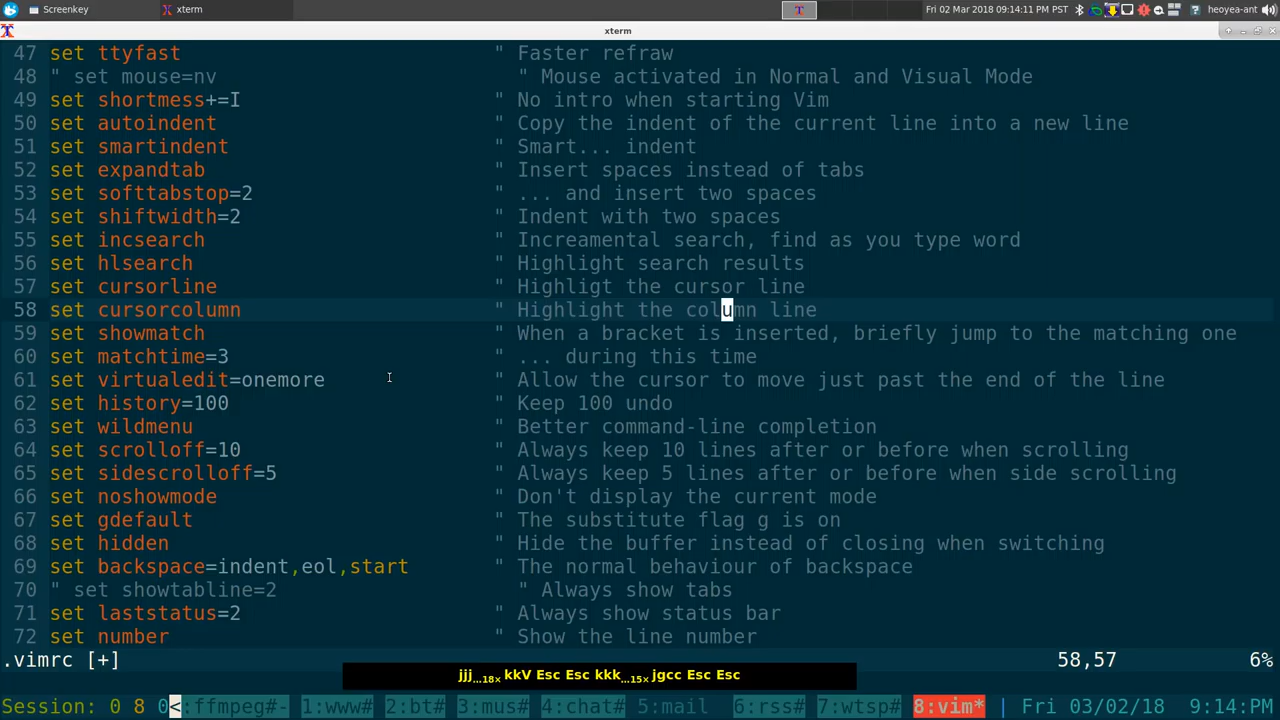 Screenkey xterm Fri 02 Mar 2018 09:14:11 PM PST heoyea-ant
xterm
47 set ttyfast " Faster refraw
48 " set mouse=nv " Mouse activated in Normal and Visual Mode
49 set shortmess+=I " No intro when starting Vim
50 set autoindent " Copy the indent of the current line into a new line
51 set smartindent " Smart... indent
52 set expandtab " Insert spaces instead of tabs
53 set softtabstop=2 " ... and insert two spaces
54 set shiftwidth=2 " Indent with two spaces
55 set incsearch " Increamental search, find as you type word
56 set hlsearch " Highlight search results
57 set cursorline " Highligt the cursor line
58 set cursorcolumn " Highlight the column line
59 set showmatch " When a bracket is inserted, briefly jump to the matching one
60 set matchtime=3 " ... during this time
61 set virtualedit=onemore " Allow the cursor to move just past the end of the line
62 set history=100 " Keep 100 undo
63 set wildmenu " Better command-line completion
64 set scrolloff=10 " Always keep 10 lines after or before when scrolling
65 set sidescrolloff=5 " Always keep 5 lines after or before when side scrolling
66 set noshowmode " Don't display the current mode
67 set gdefault " The substitute flag g is on
68 set hidden " Hide the buffer instead of closing when switching
69 set backspace=indent,eol,start " The normal behaviour of backspace
70 " set showtabline=2 " Always show tabs
71 set laststatus=2 " Always show status bar
72 set number " Show the line number
.vimrc [+] 58,57 6%
jjj...18x kkV Esc Esc kkk...15x jgcc Esc Esc
Session: 0 8 0<:ffmpeg#- 1:www# 2:bt# 3:mus# 4:chat# 5:mail 6:rss# 7:wtsp# 8:vim* | Fri 03/02/18 9:14:PM